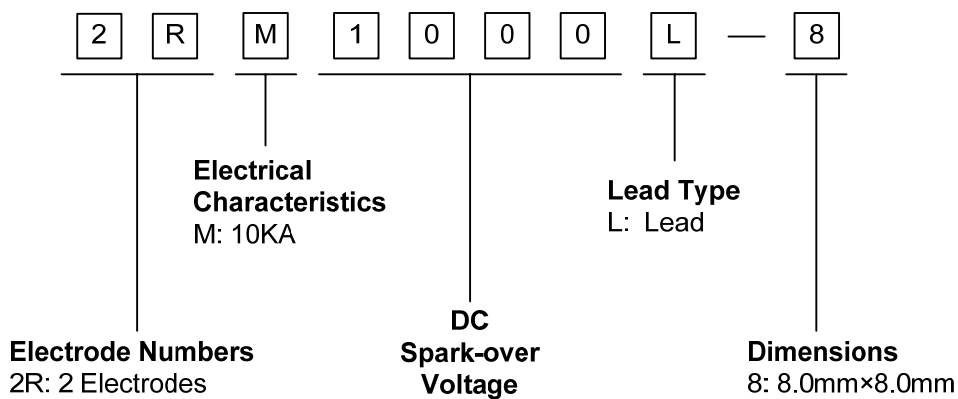 2 R M 1 0 0 0 L — 8
Electrical
Characteristics
M: 10KA
Lead Type
L: Lead
DC
Spark-over
Voltage
Electrode Numbers
2R: 2 Electrodes
Dimensions
8: 8.0mm×8.0mm